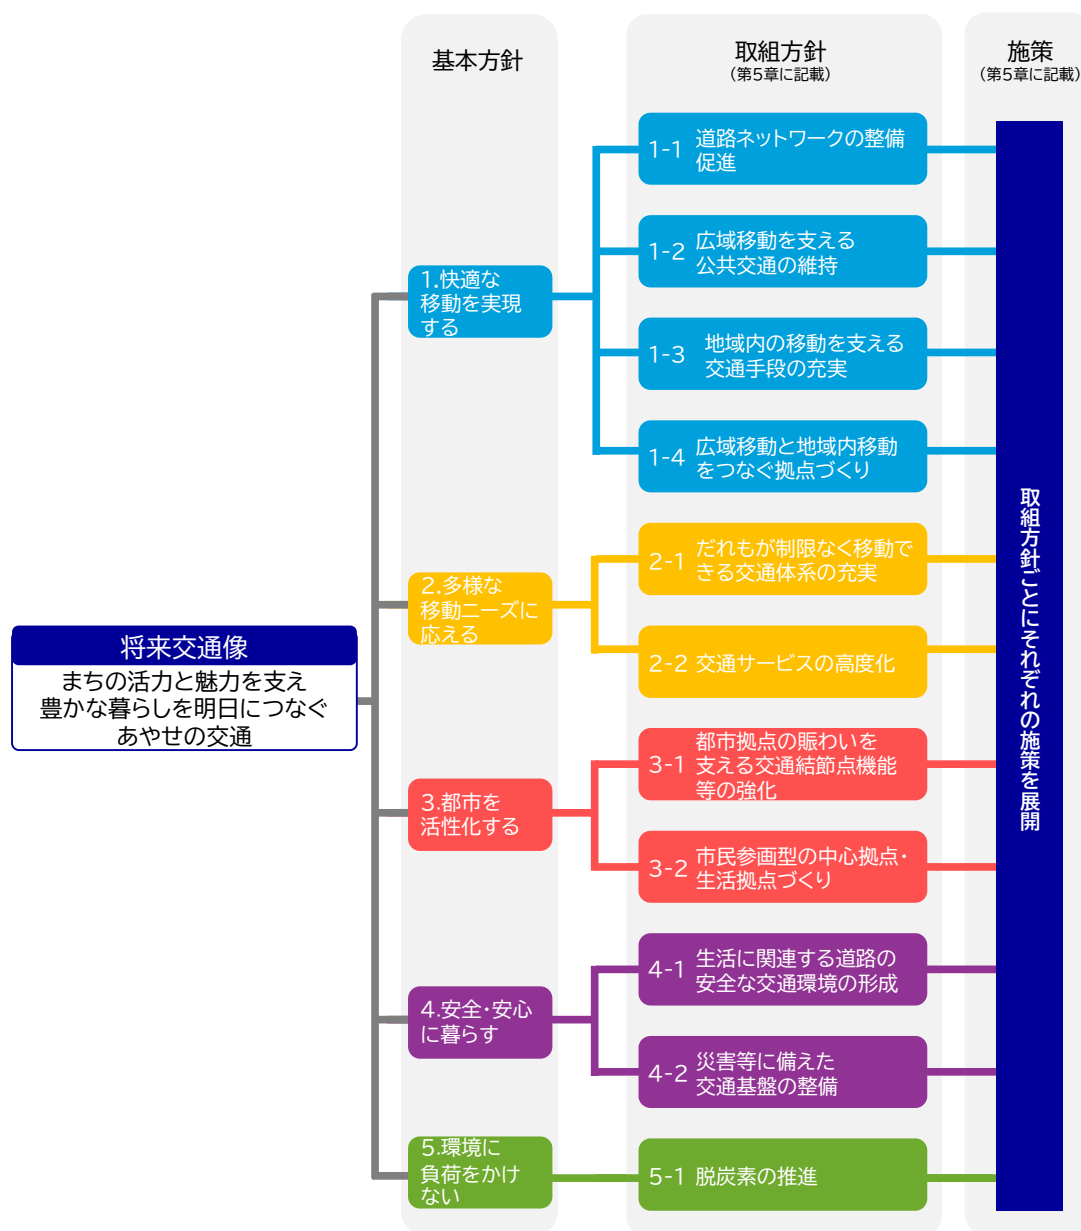 基本方針
取組方針
（第5章に記載）
施策
（第5章に記載）
将来交通像
まちの活力と魅力を支え
豊かな暮らしを明日につなぐ
あやせの交通
1.快適な
移動を実現
する
1-1 道路ネットワークの整備
促進
1-2 広域移動を支える
公共交通の維持
1-3 地域内の移動を支える
交通手段の充実
1-4 広域移動と地域内移動
をつなぐ拠点づくり
2.多様な
移動ニーズに
応える
2-1 だれもが制限なく移動で
きる交通体系の充実
2-2 交通サービスの高度化
3.都市を
活性化する
3-1 都市拠点の賑わいを
支える交通結節点機能
等の強化
3-2 市民参画型の中心拠点・
生活拠点づくり
4.安全・安心
に暮らす
4-1 生活に関連する道路の
安全な交通環境の形成
4-2 災害等に備えた
交通基盤の整備
5.環境に
負荷をかけ
ない
5-1 脱炭素の推進
取組方針ごとにそれぞれの施策を展開